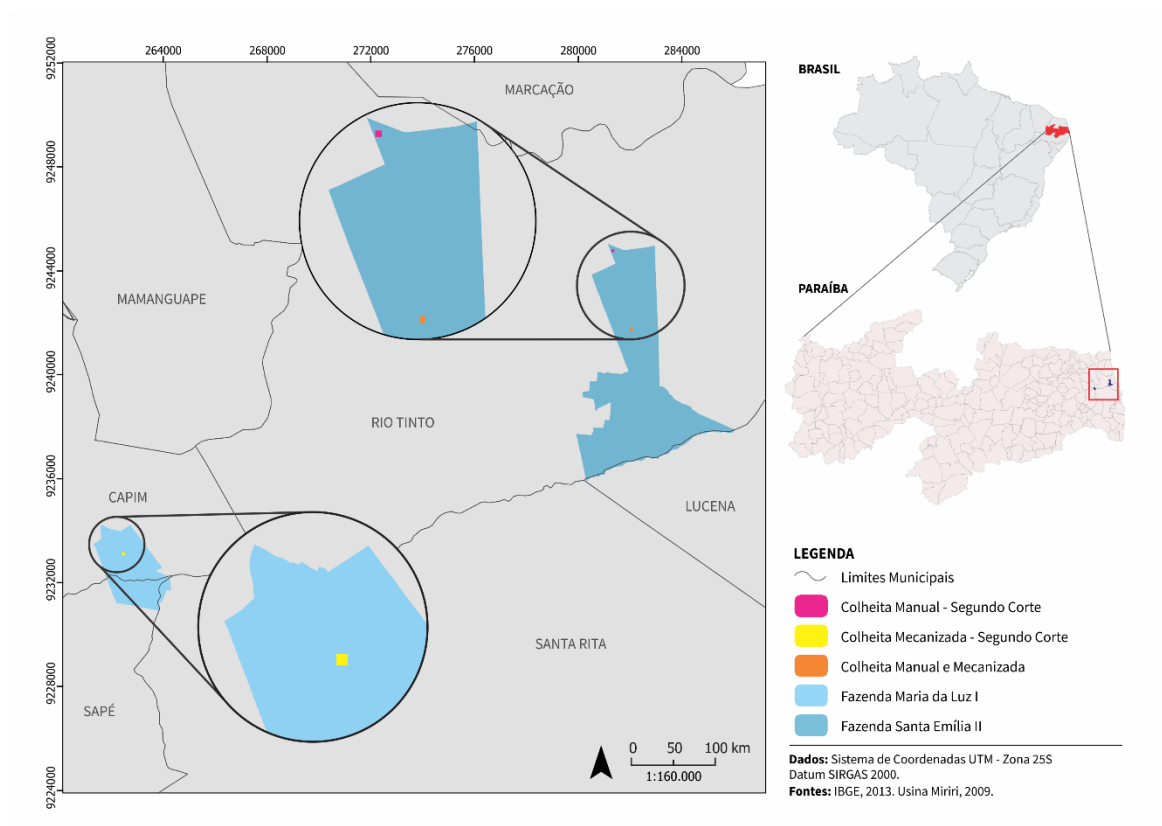 264000 268000 272000 276000 280000 284000
9252000
9248000
9244000
9240000
9236000
9232000
9228000
9224000
MARCAÇÃO
MAMANGUAPE
RIO TINTO
CAPIM
LUCENA
SANTA RITA
SAPÉ
0 50 100 km
1:160.000
BRASIL
PARAÍBA
LEGENDA
Limites Municipais
Colheita Manual - Segundo Corte
Colheita Mecanizada - Segundo Corte
Colheita Manual e Mecanizada
Fazenda Maria da Luz I
Fazenda Santa Emília II
Dados: Sistema de Coordenadas UTM - Zona 25S
Datum SIRGAS 2000.
Fontes: IBGE, 2013. Usina Miriri, 2009.